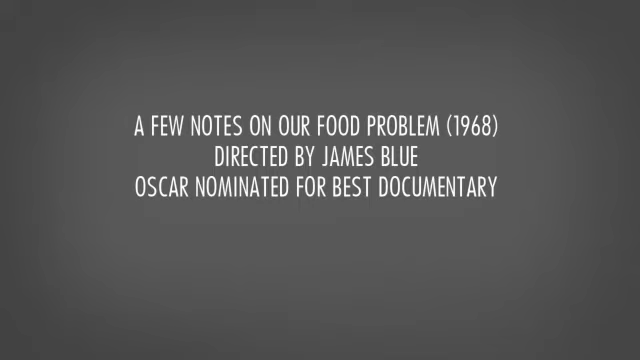 A FEW NOTES ON OUR FOOD PROBLEM (1968)
DIRECTED BY JAMES BLUE
OSCAR NOMINATED FOR BEST DOCUMENTARY